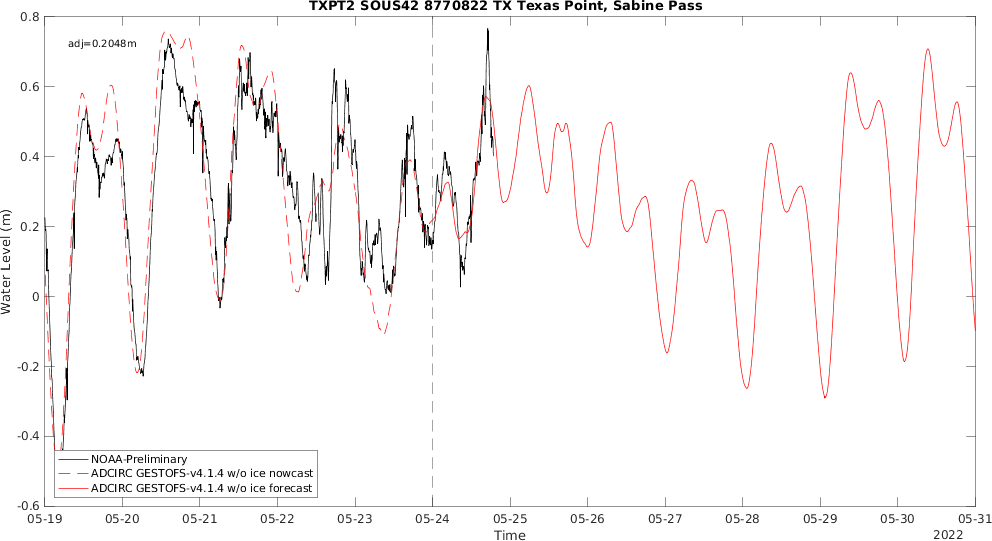 TXPT2 SOUS42 8770822 TX Texas Point, Sabine Pass
adj=0.2048m
Water Level (m)
0.8
0.6
0.4
0.2
0
-0.2
-0.4
-0.6
NOAA-Preliminary
ADCIRC GESTOFS-v4.1.4 w/o ice nowcast
ADCIRC GESTOFS-v4.1.4 w/o ice forecast
05-19 05-20 05-21 05-22 05-23 05-24 05-25 05-26 05-27 05-28 05-29 05-30 05-31
Time
2022